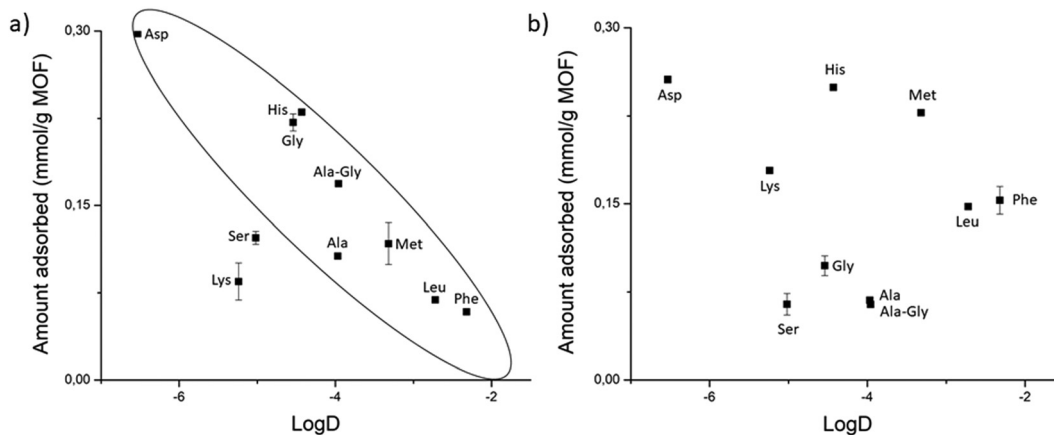 a)
Amount adsorbed (mmol/g MOF)
0,30
0,15
0,00
Asp
His
Gly
Ala-Gly
Ser
Ala
Met
Lys
Leu
Phe
-6
-4
-2
LogD
b)
Amount adsorbed (mmol/g MOF)
0,30
0,15
0,00
His
Asp
Met
Lys
Phe
Leu
Gly
Ala
Ala-Gly
Ser
-6
-4
-2
LogD